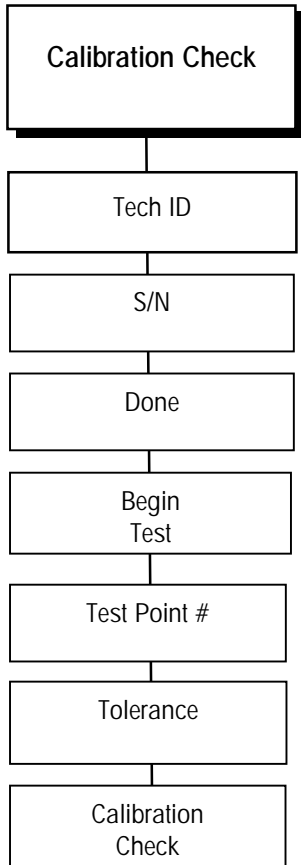 Calibration Check
Tech ID
S/N
Done
Begin
Test
Test Point #
Tolerance
Calibration
Check